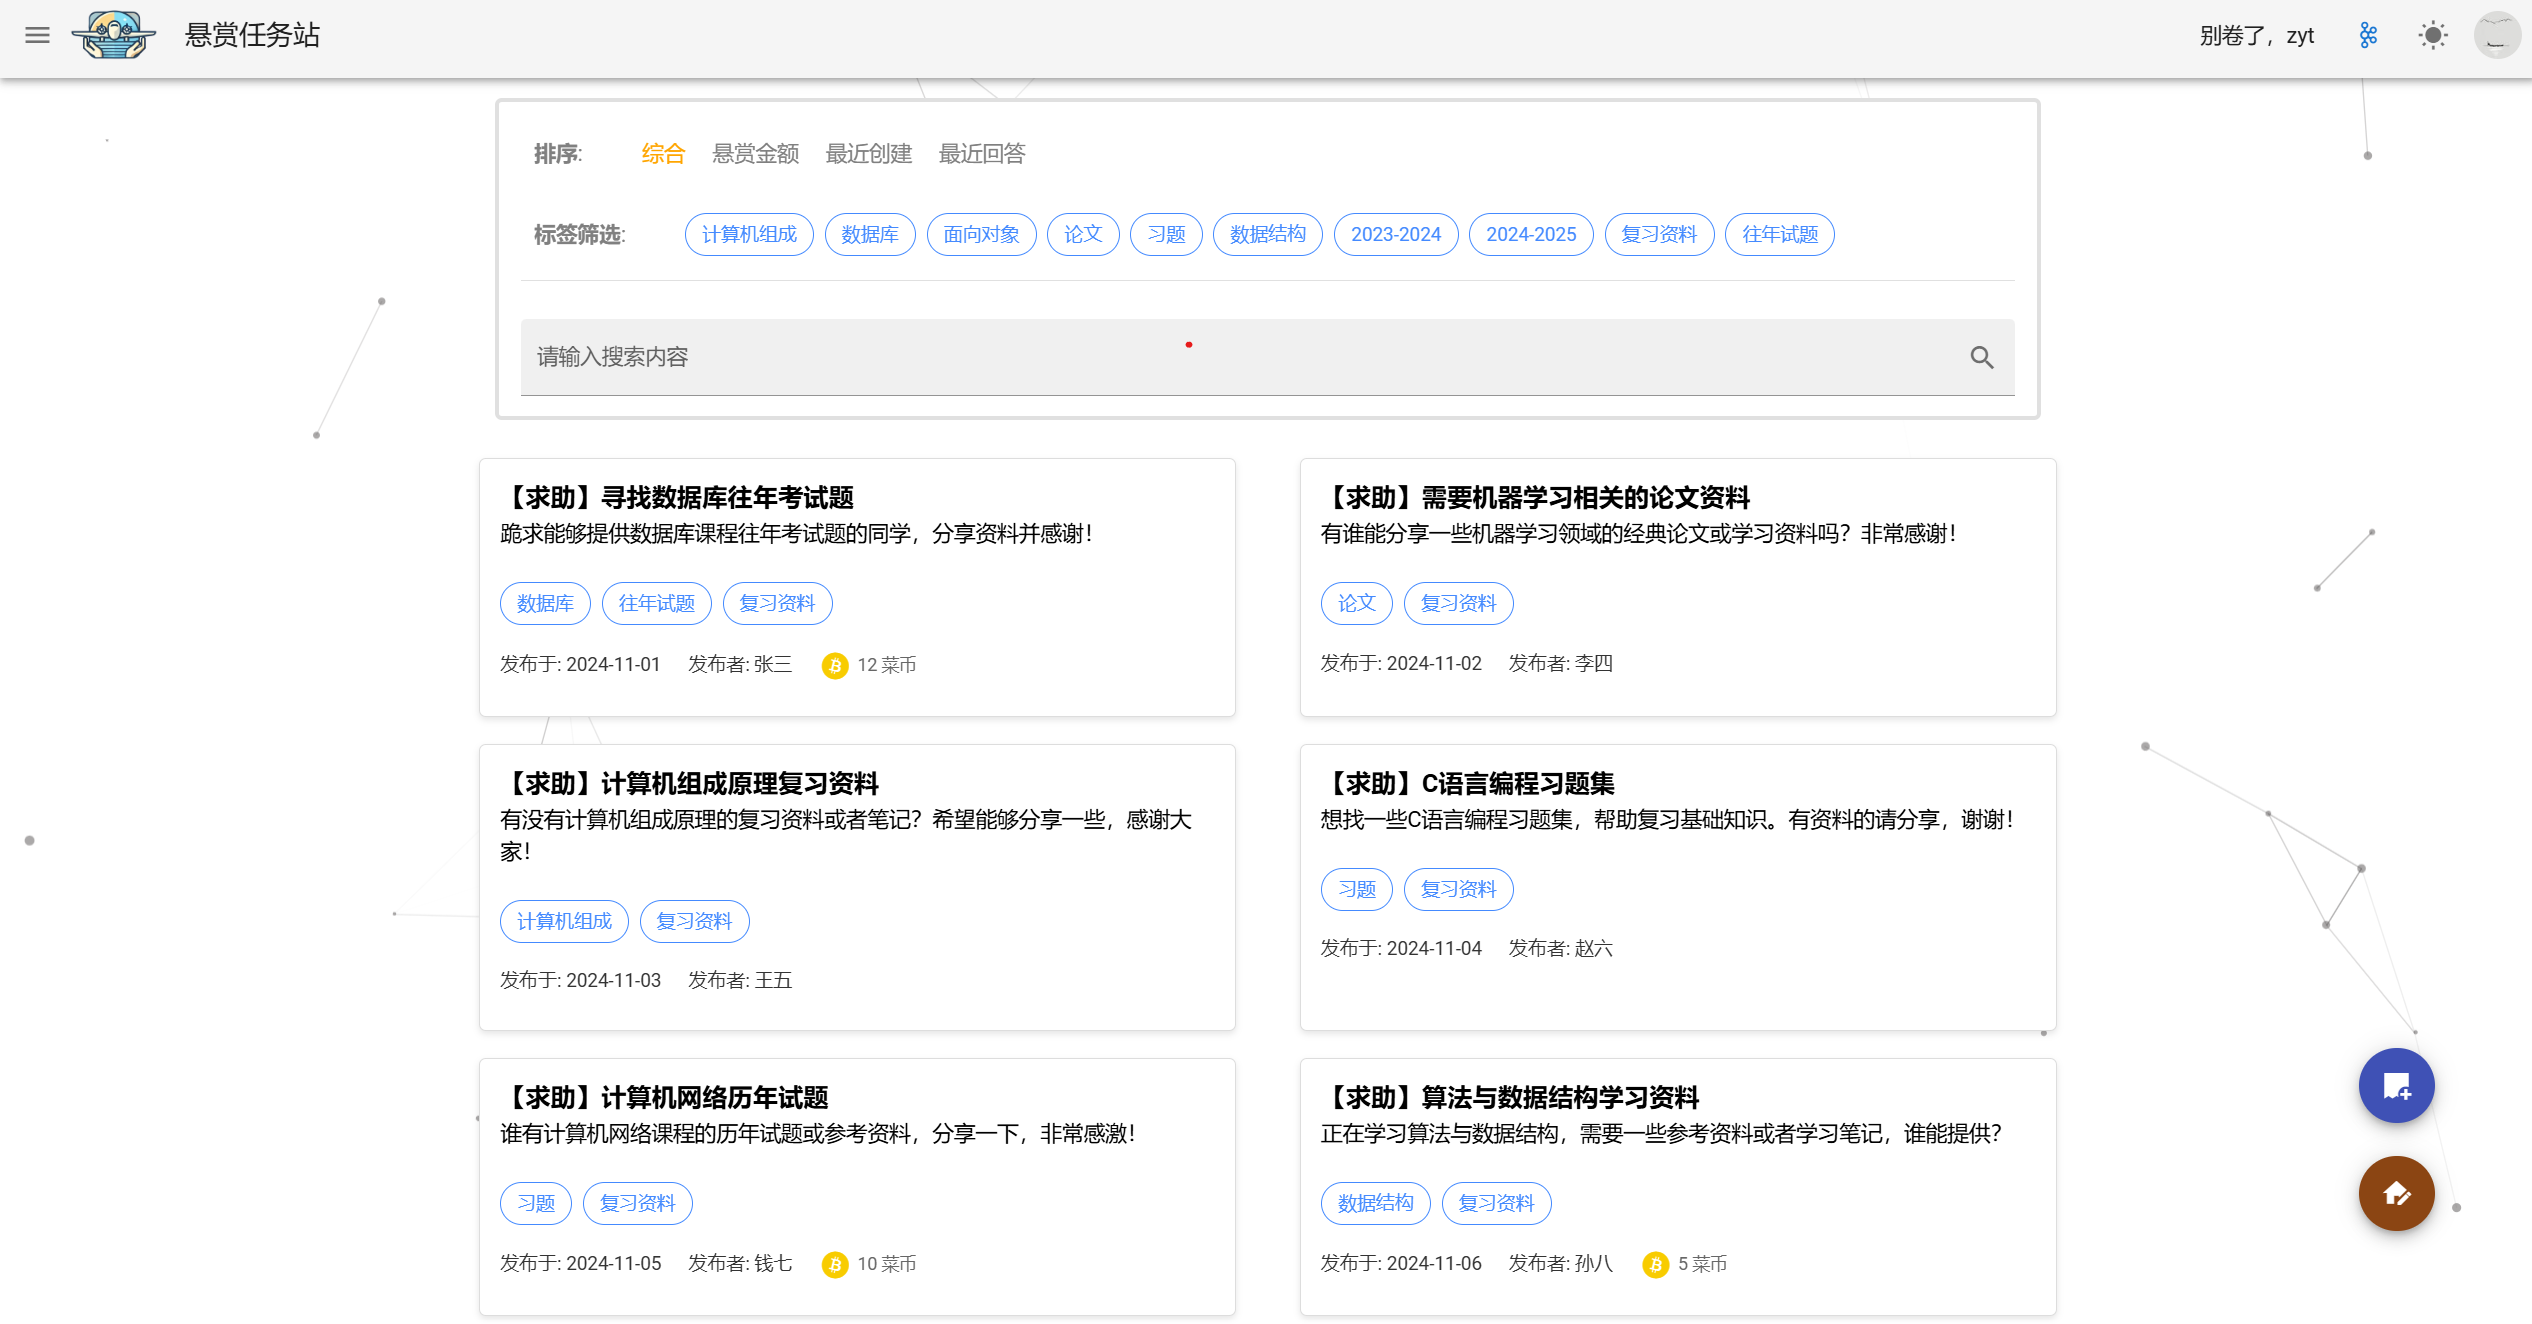 悬赏任务站
别卷了，zyt
排序: 综合 悬赏金额 最近创建 最近回答
标签筛选: 计算机组成 数据库 面向对象 论文 习题 数据结构 2023-2024 2024-2025 复习资料 往年试题
请输入搜索内容
【求助】寻找数据库往年考试题
跪求能够提供数据库课程往年考试题的同学，分享资料并感谢！
数据库 往年试题 复习资料
发布于: 2024-11-01 发布者: 张三 12 菜币
【求助】需要机器学习相关的论文资料
有谁能分享一些机器学习领域的经典论文或学习资料吗？非常感谢！
论文 复习资料
发布于: 2024-11-02 发布者: 李四
【求助】计算机组成原理复习资料
有没有计算机组成原理的复习资料或者笔记？希望能够分享一些，感谢大
家！
计算机组成 复习资料
发布于: 2024-11-03 发布者: 王五
【求助】C语言编程习题集
想找一些C语言编程习题集，帮助复习基础知识。有资料的请分享，谢谢！
习题 复习资料
发布于: 2024-11-04 发布者: 赵六
【求助】计算机网络历年试题
谁有计算机网络课程的历年试题或参考资料，分享一下，非常感激！
习题 复习资料
发布于: 2024-11-05 发布者: 钱七 10 菜币
【求助】算法与数据结构学习资料
正在学习算法与数据结构，需要一些参考资料或者学习笔记，谁能提供？
数据结构 复习资料
发布于: 2024-11-06 发布者: 孙八 5 菜币